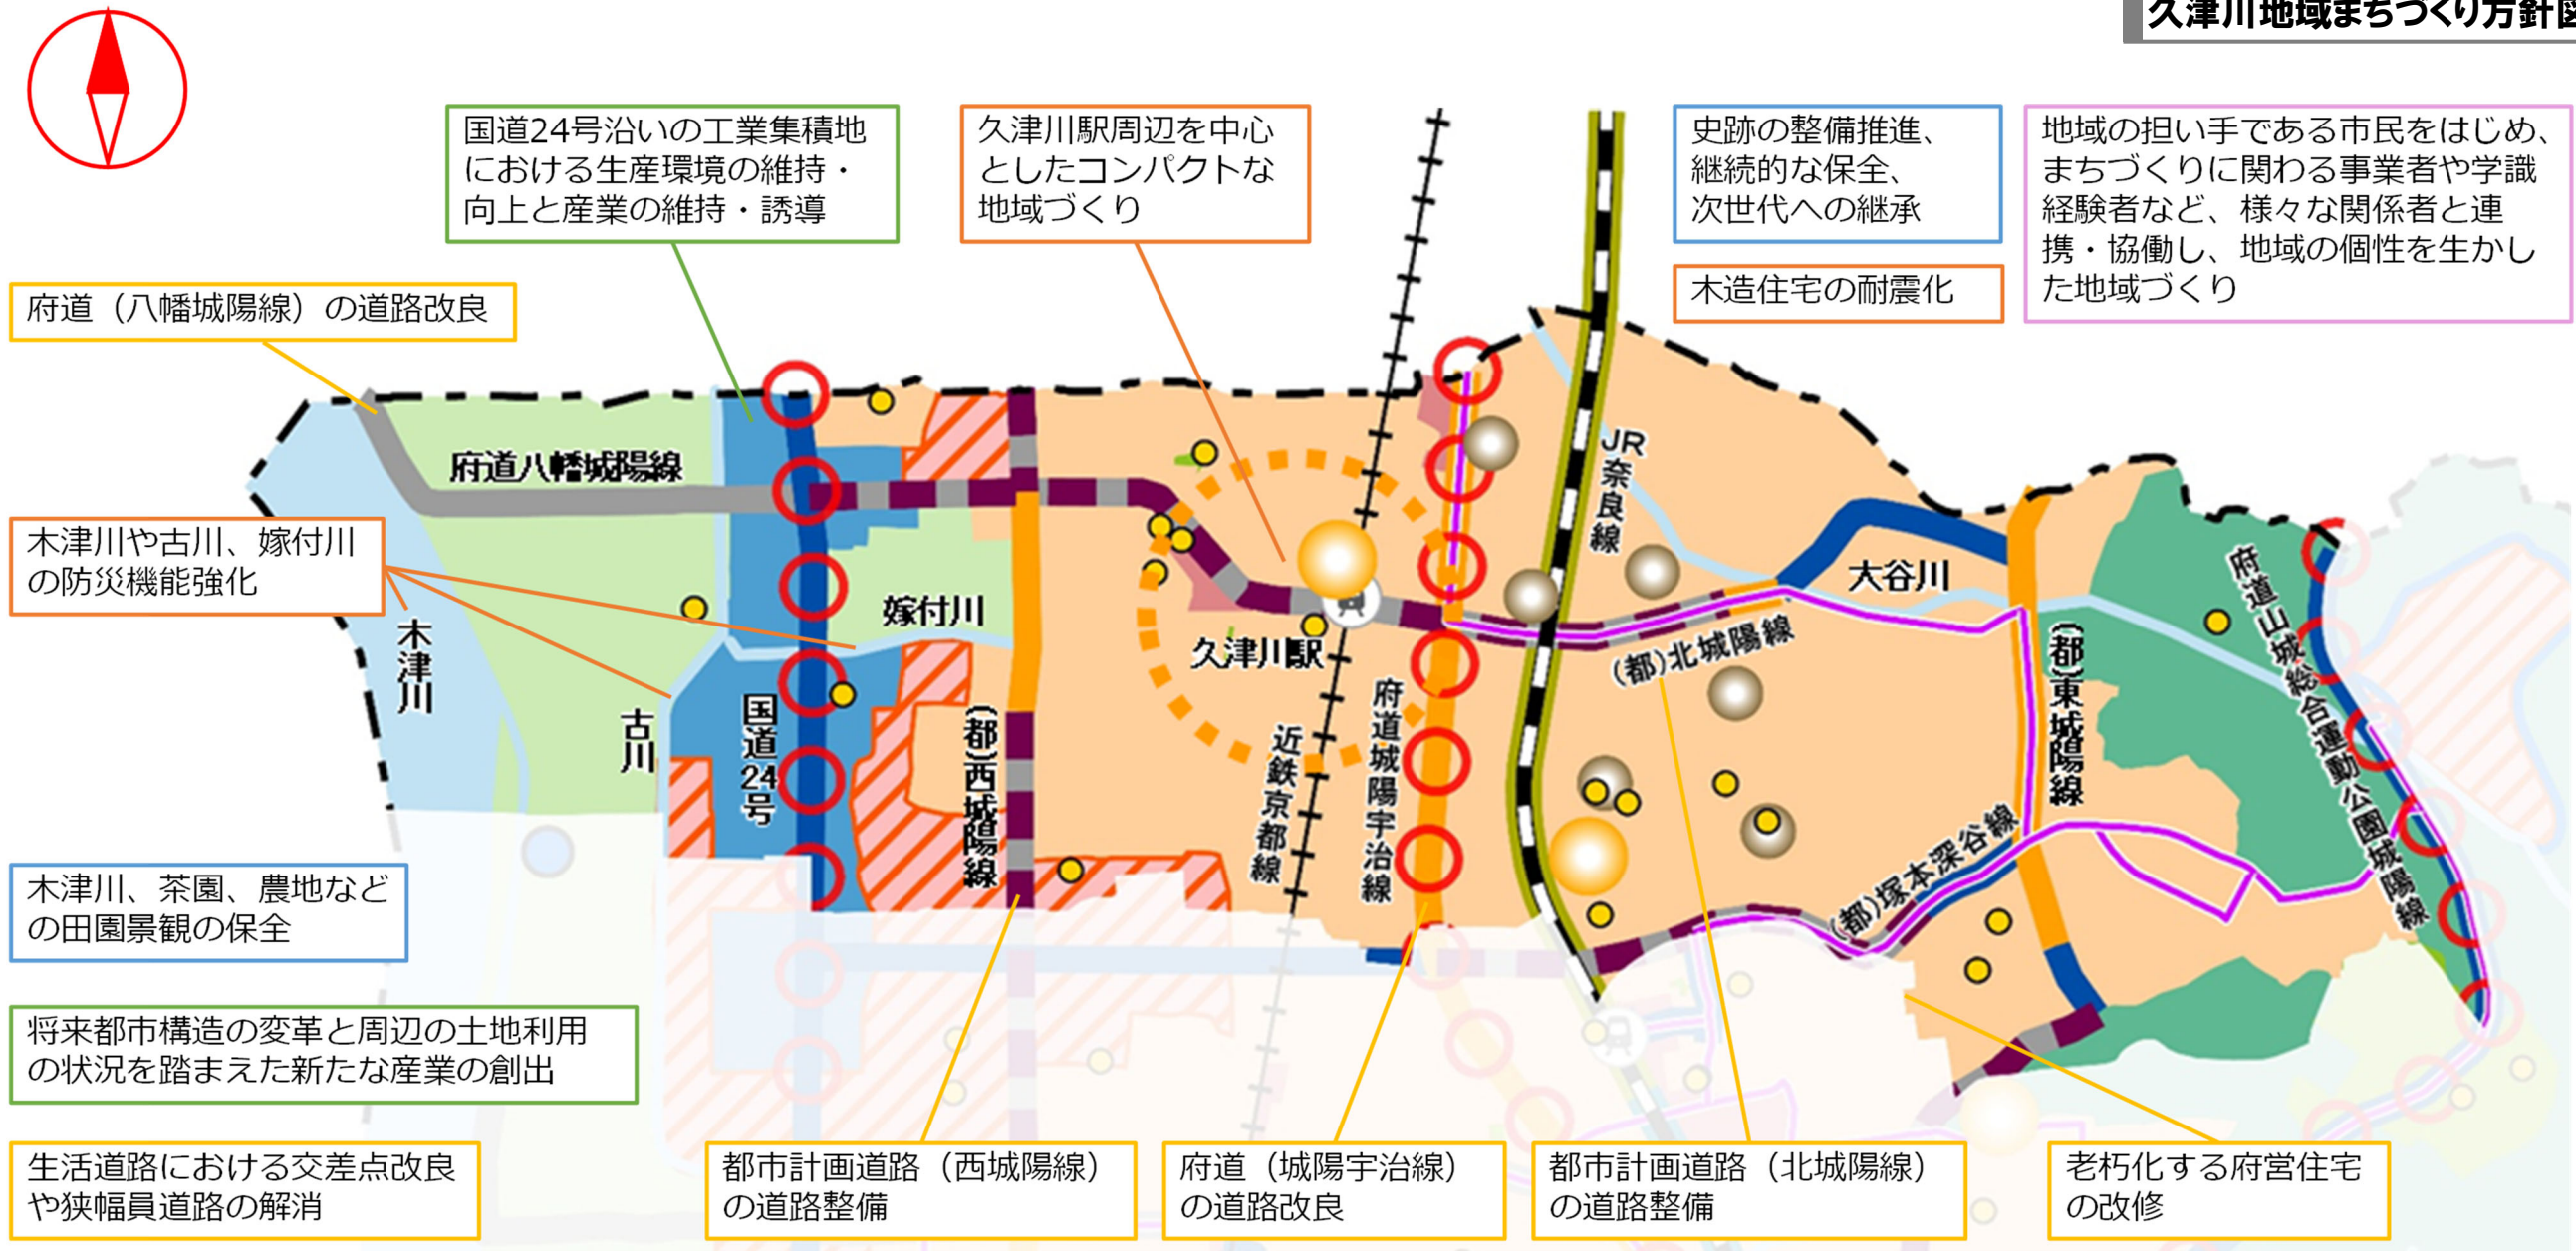 久津川地域まちづくり方針図
国道24号沿いの工業集積地
における生産環境の維持・
向上と産業の維持・誘導
久津川駅周辺を中心
としたコンパクトな
地域づくり
史跡の整備推進、
継続的な保全、
次世代への継承
木造住宅の耐震化
地域の担い手である市民をはじめ、
まちづくりに関わる事業者や学識
経験者など、様々な関係者と連
携・協働し、地域の個性を生かし
た地域づくり
府道（八幡城陽線）の道路改良
府道八幡城陽線
木津川や古川、嫁付川
の防災機能強化
木津川
古川
国道24号
嫁付川
(都)西城陽線
久津川駅
近鉄京都線
府道城陽宇治線
JR奈良線
(都)北城陽線
大谷川
(都)東城陽線
(都)塚本深谷線
府道山城総合運動公園城陽線
木津川、茶園、農地など
の田園景観の保全
将来都市構造の変革と周辺の土地利用
の状況を踏まえた新たな産業の創出
生活道路における交差点改良
や狭幅員道路の解消
都市計画道路（西城陽線）
の道路整備
府道（城陽宇治線）
の道路改良
都市計画道路（北城陽線）
の道路整備
老朽化する府営住宅
の改修